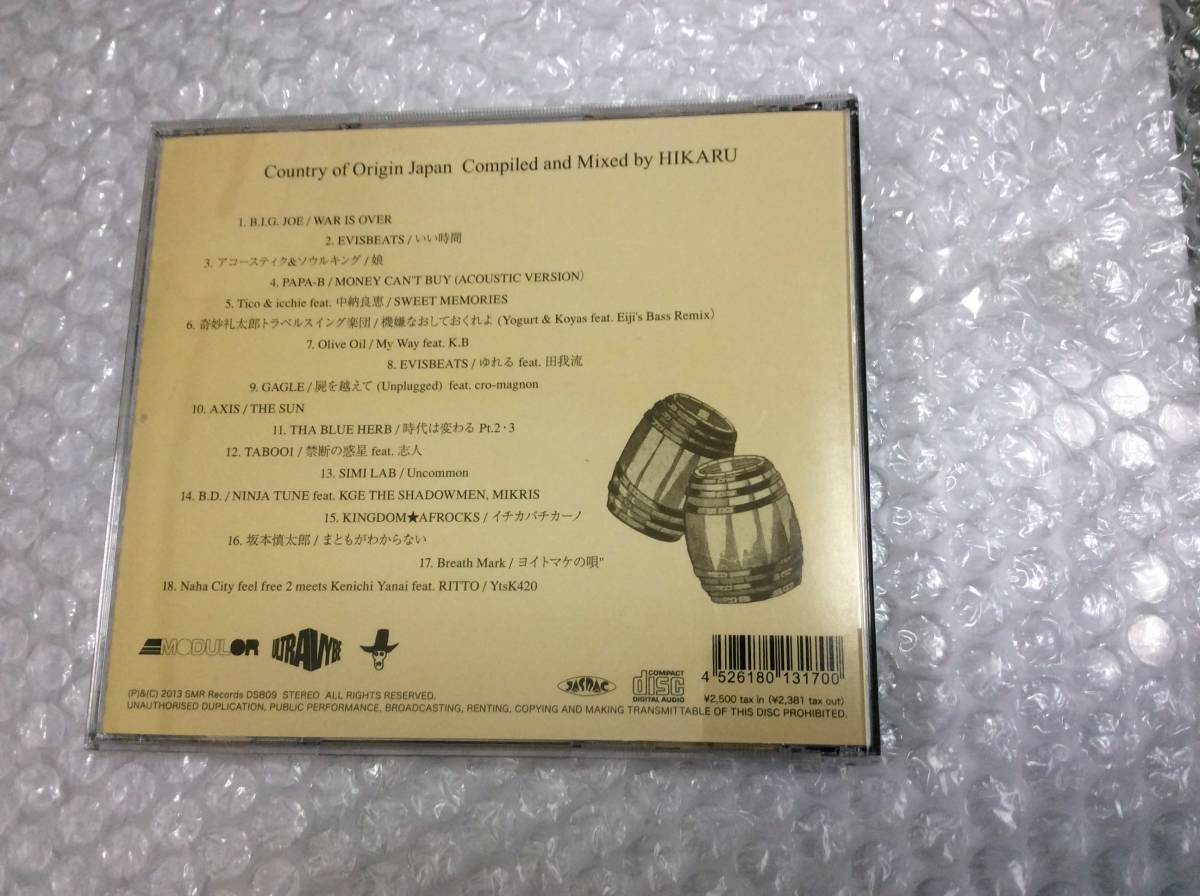 Country of Origin Japan Compiled and Mixed by HIKARU
1. B.I.G. JOE / WAR IS OVER
2. EVISBEATS / いい時間
3. アコースティク&ソウルキング / 娘
4. PAPA-B / MONEY CAN'T BUY (ACOUSTIC VERSION)
5. Tico & icchie feat. 中納良恵 / SWEET MEMORIES
6. 奇妙礼太郎トラベルスイング楽団 / 機嫌なおしておくれよ (Yogurt & Koyas feat. Eiji's Bass Remix)
7. Olive Oil / My Way feat. K.B
8. EVISBEATS / ゆれる feat. 田我流
9. GAGLE / 屍を越えて (Unplugged) feat. cro-magnon
10. AXIS / THE SUN
11. THA BLUE HERB / 時代は変わる Pt.2・3
12. TABOO1 / 禁断の惑星 feat. 志人
13. SIMI LAB / Uncommon
14. B.D. / NINJA TUNE feat. KGE THE SHADOWMEN, MIKRIS
15. KINGDOM★AFROCKS / イチカバチカーノ
16. 坂本慎太郎 / まともがわからない
17. Breath Mark / ヨイトマケの唄"
18. Naha City feel free 2 meets Kenichi Yanai feat. RITTO / YtsK420
MODULOR ULTRAVYBE
JASRAC COMPACT disc DIGITAL AUDIO
4 526180 131700
¥2,500 tax in (¥2,381 tax out)
(P)&(C) 2013 SMR Records DSB09 STEREO ALL RIGHTS RESERVED.
UNAUTHORISED DUPLICATION, PUBLIC PERFORMANCE, BROADCASTING, RENTING, COPYING AND MAKING TRANSMITTABLE OF THIS DISC PROHIBITED.